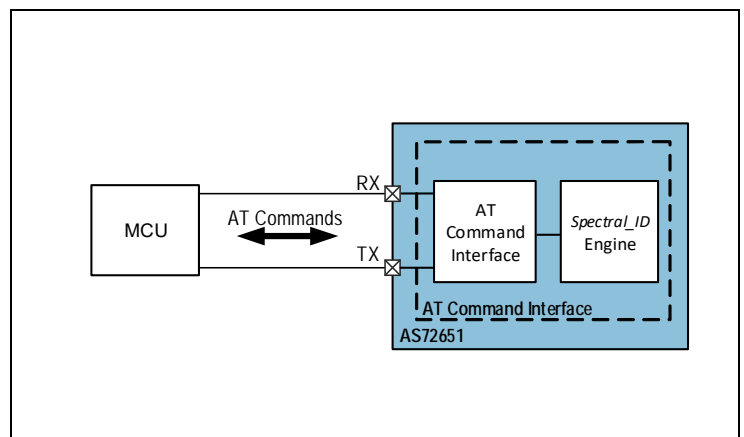 RX
MCU
AT Commands
TX
AT
Command
Interface
Spectral_ID
Engine
AT Command Interface
AS72651